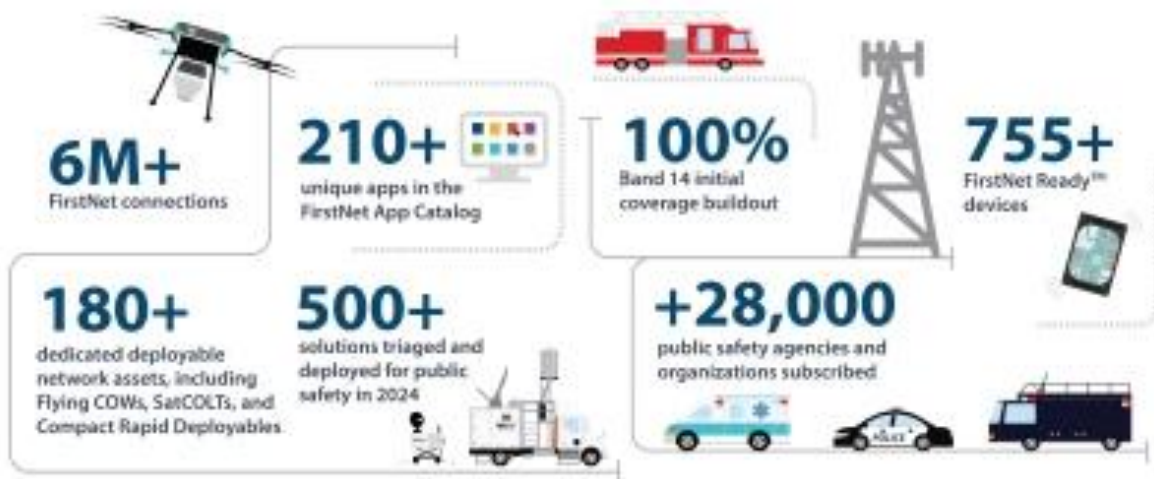 6M+
FirstNet connections
210+
unique apps in the
FirstNet App Catalog
100%
Band 14 initial
coverage buildout
755+
FirstNet Ready™
devices
180+
dedicated deployable
network assets, including
Flying COWs, SatCOLTs, and
Compact Rapid Deployables
500+
solutions triaged and
deployed for public
safety in 2024
+28,000
public safety agencies and
organizations subscribed
POLICE